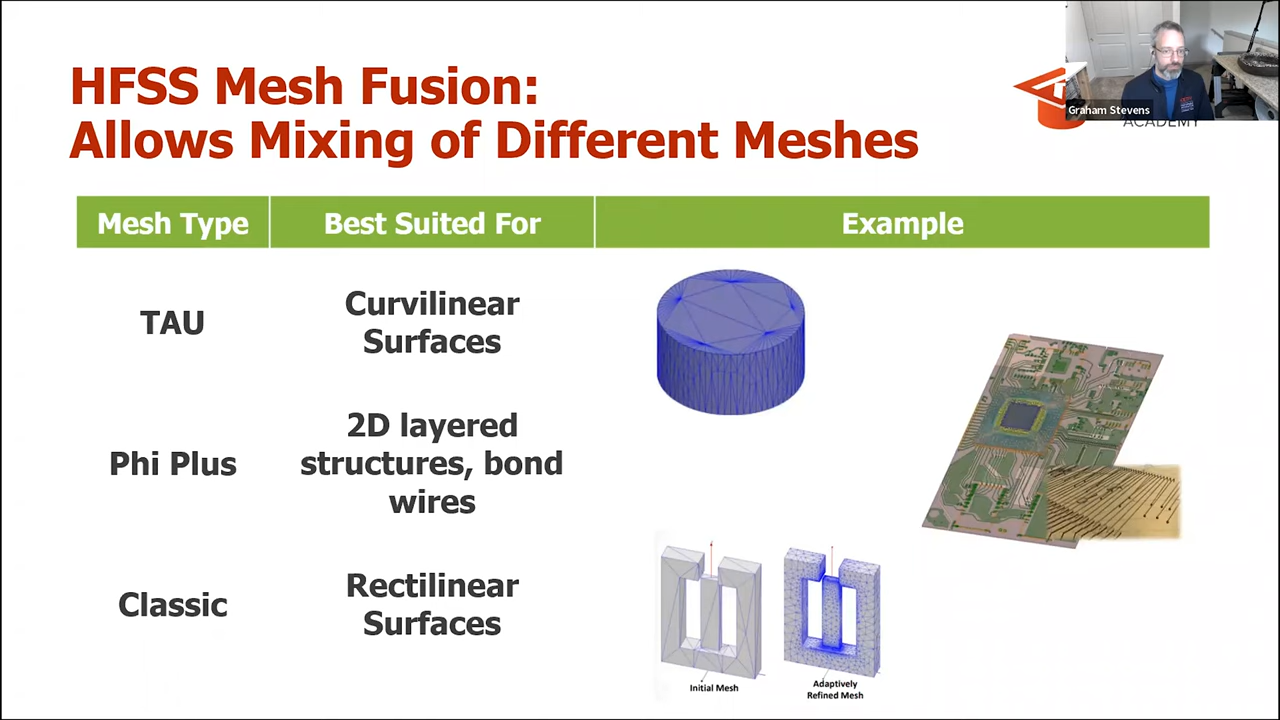 HFSS Mesh Fusion:
Allows Mixing of Different Meshes
Graham Stevens
ACADEMY
Mesh Type
Best Suited For
Example
TAU
Curvilinear
Surfaces
Phi Plus
2D layered
structures, bond
wires
Classic
Rectilinear
Surfaces
Initial Mesh
Adaptively
Refined Mesh